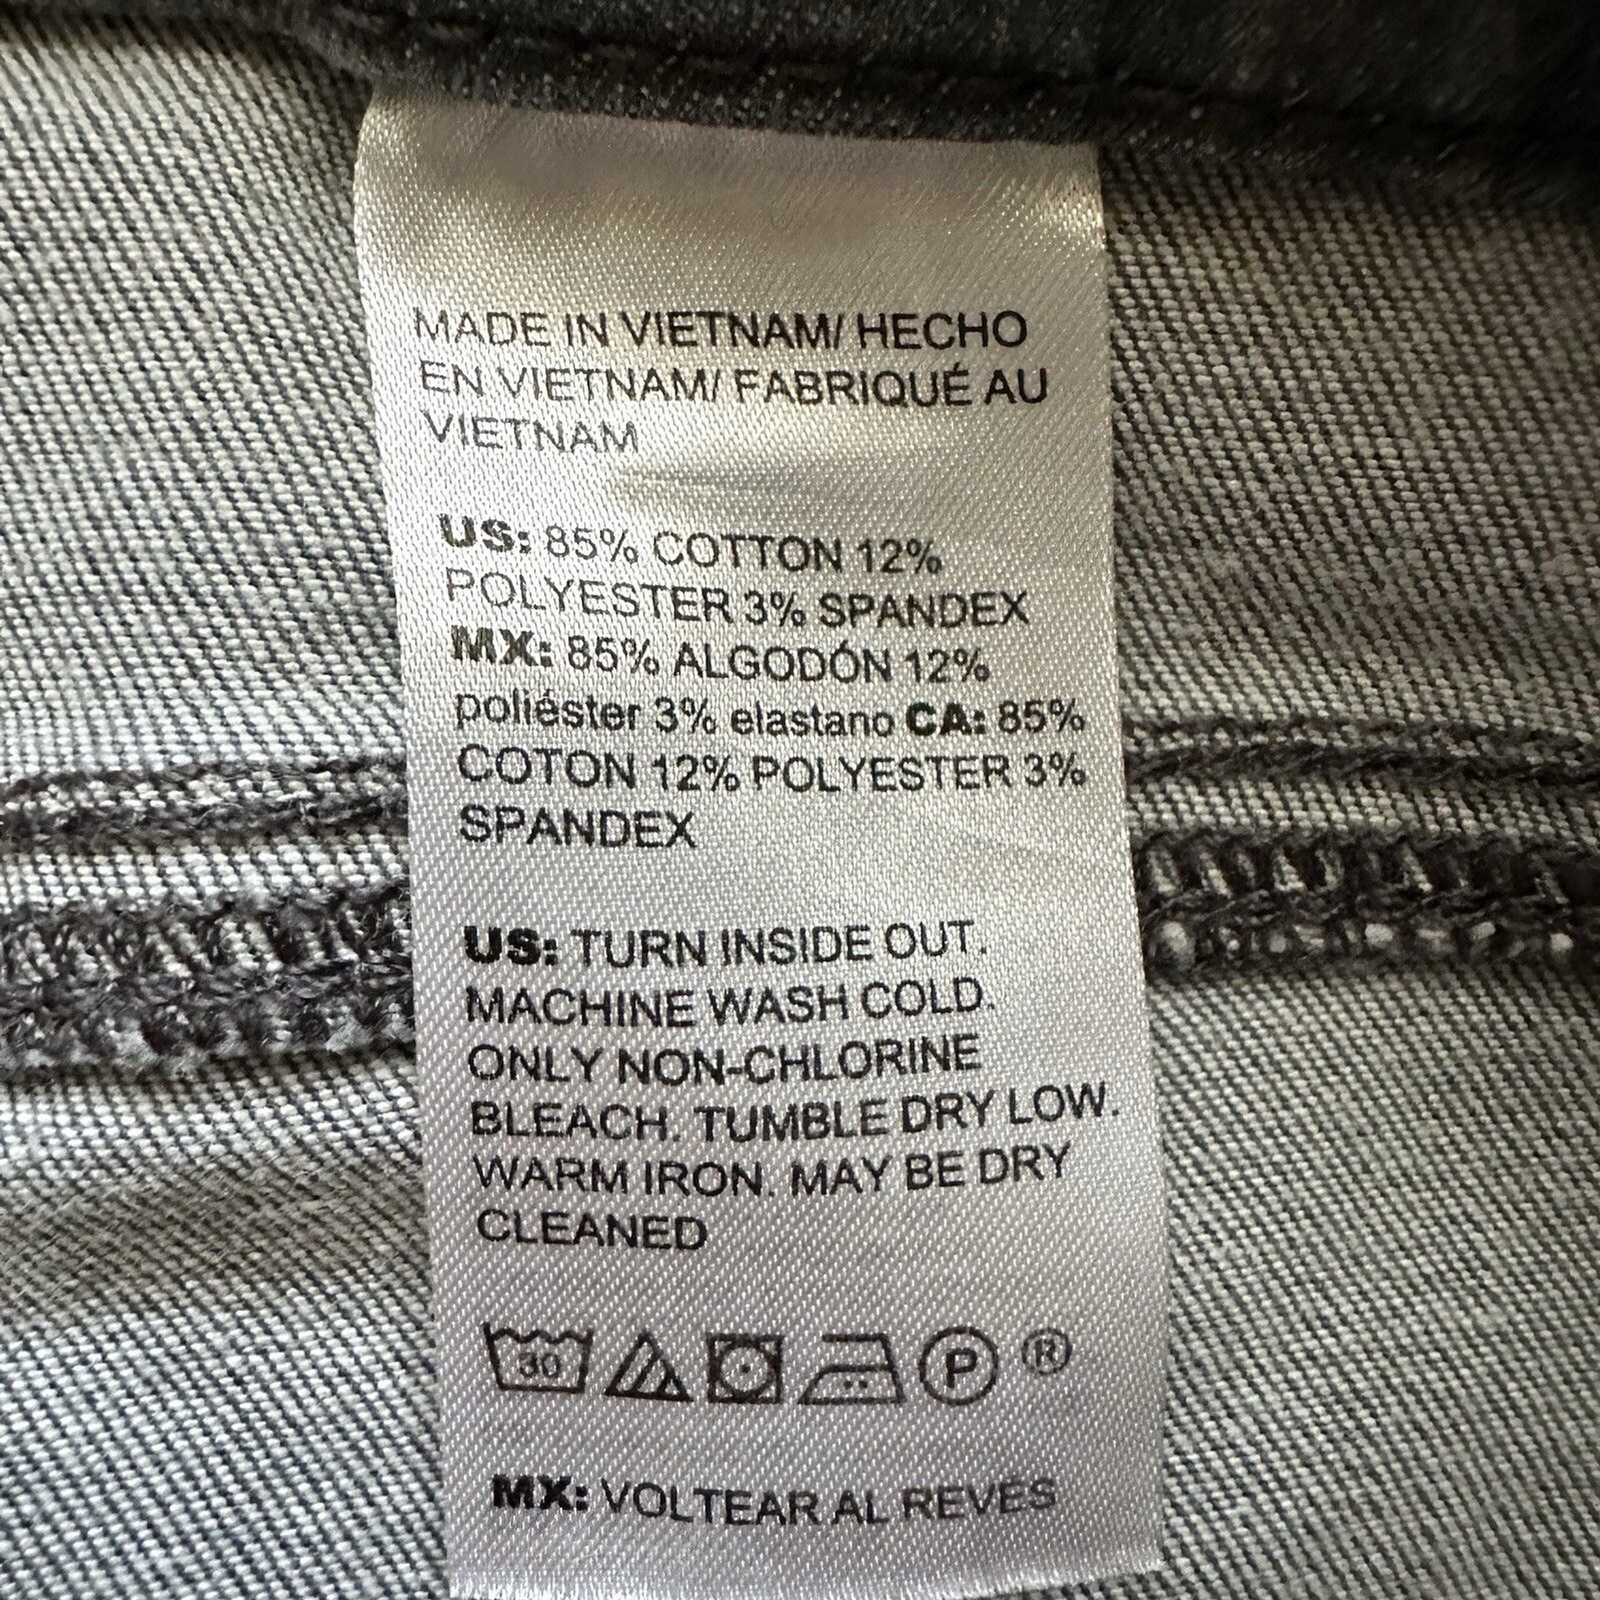 MADE IN VIETNAM/ HECHO
EN VIETNAM/ FABRIQUÉ AU
VIETNAM
US: 85% COTTON 12%
POLYESTER 3% SPANDEX
MX: 85% ALGODÓN 12%
poliéster 3% elastano CA: 85%
COTON 12% POLYESTER 3%
SPANDEX
US: TURN INSIDE OUT.
MACHINE WASH COLD.
ONLY NON-CHLORINE
BLEACH. TUMBLE DRY LOW.
WARM IRON. MAY BE DRY
CLEANED
30 P ®
MX: VOLTEAR AL REVES